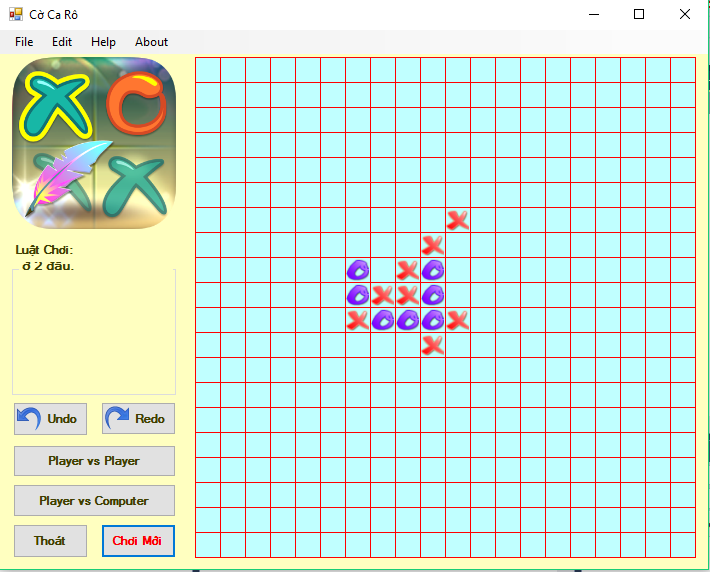 Cờ Ca Rô
File Edit Help About
Luật Chơi:
ở 2 đầu.
Undo Redo
Player vs Player
Player vs Computer
Thoát Chơi Mới